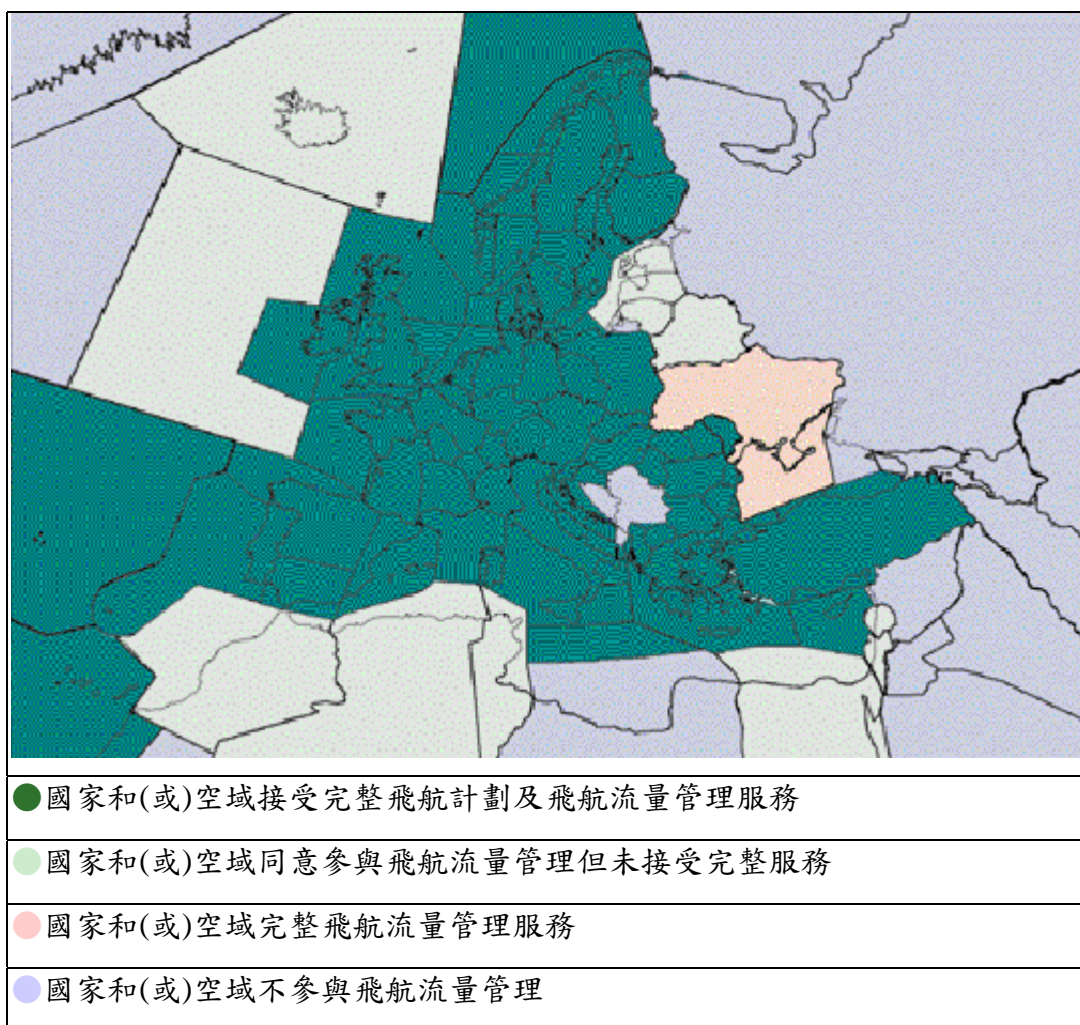 國家和(或)空域接受完整飛航計劃及飛航流量管理服務
國家和(或)空域同意參與飛航流量管理但未接受完整服務
國家和(或)空域完整飛航流量管理服務
國家和(或)空域不參與飛航流量管理